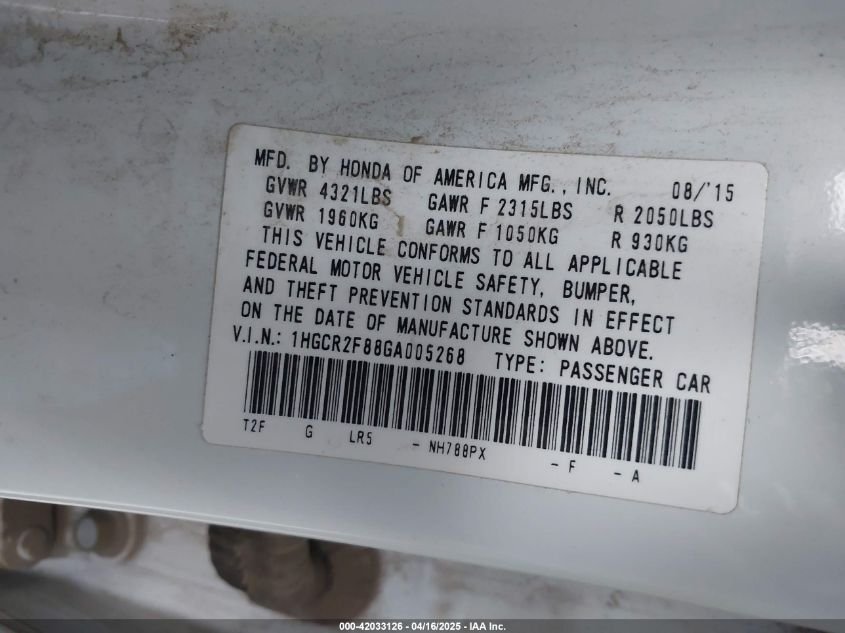 MFD. BY HONDA OF AMERICA MFG., INC. 08/'15
GVWR 4321LBS GAWR F 2315LBS R 2050LBS
GVWR 1960KG GAWR F 1050KG R 930KG
THIS VEHICLE CONFORMS TO ALL APPLICABLE
FEDERAL MOTOR VEHICLE SAFETY, BUMPER,
AND THEFT PREVENTION STANDARDS IN EFFECT
ON THE DATE OF MANUFACTURE SHOWN ABOVE.
V.I.N.: 1HGCR2F88GA005268 TYPE: PASSENGER CAR
T2F G LR5 - NH788PX - F - A
000-42033126 - 04/16/2025 - IAA Inc.